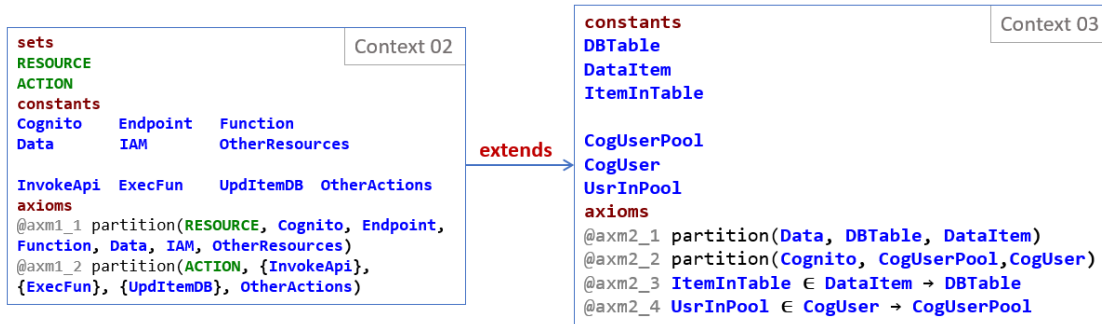 Context 02
sets
RESOURCE
ACTION
constants
Cognito Endpoint Function
Data IAM OtherResources
InvokeApi ExecFun UpdItemDB OtherActions
axioms
@axm1_1 partition(RESOURCE, Cognito, Endpoint,
Function, Data, IAM, OtherResources)
@axm1_2 partition(ACTION, {InvokeApi},
{ExecFun}, {UpdItemDB}, OtherActions)
extends
Context 03
constants
DBTable
DataItem
ItemInTable
CogUserPool
CogUser
UsrInPool
axioms
@axm2_1 partition(Data, DBTable, DataItem)
@axm2_2 partition(Cognito, CogUserPool,CogUser)
@axm2_3 ItemInTable ∈ DataItem → DBTable
@axm2_4 UsrInPool ∈ CogUser → CogUserPool